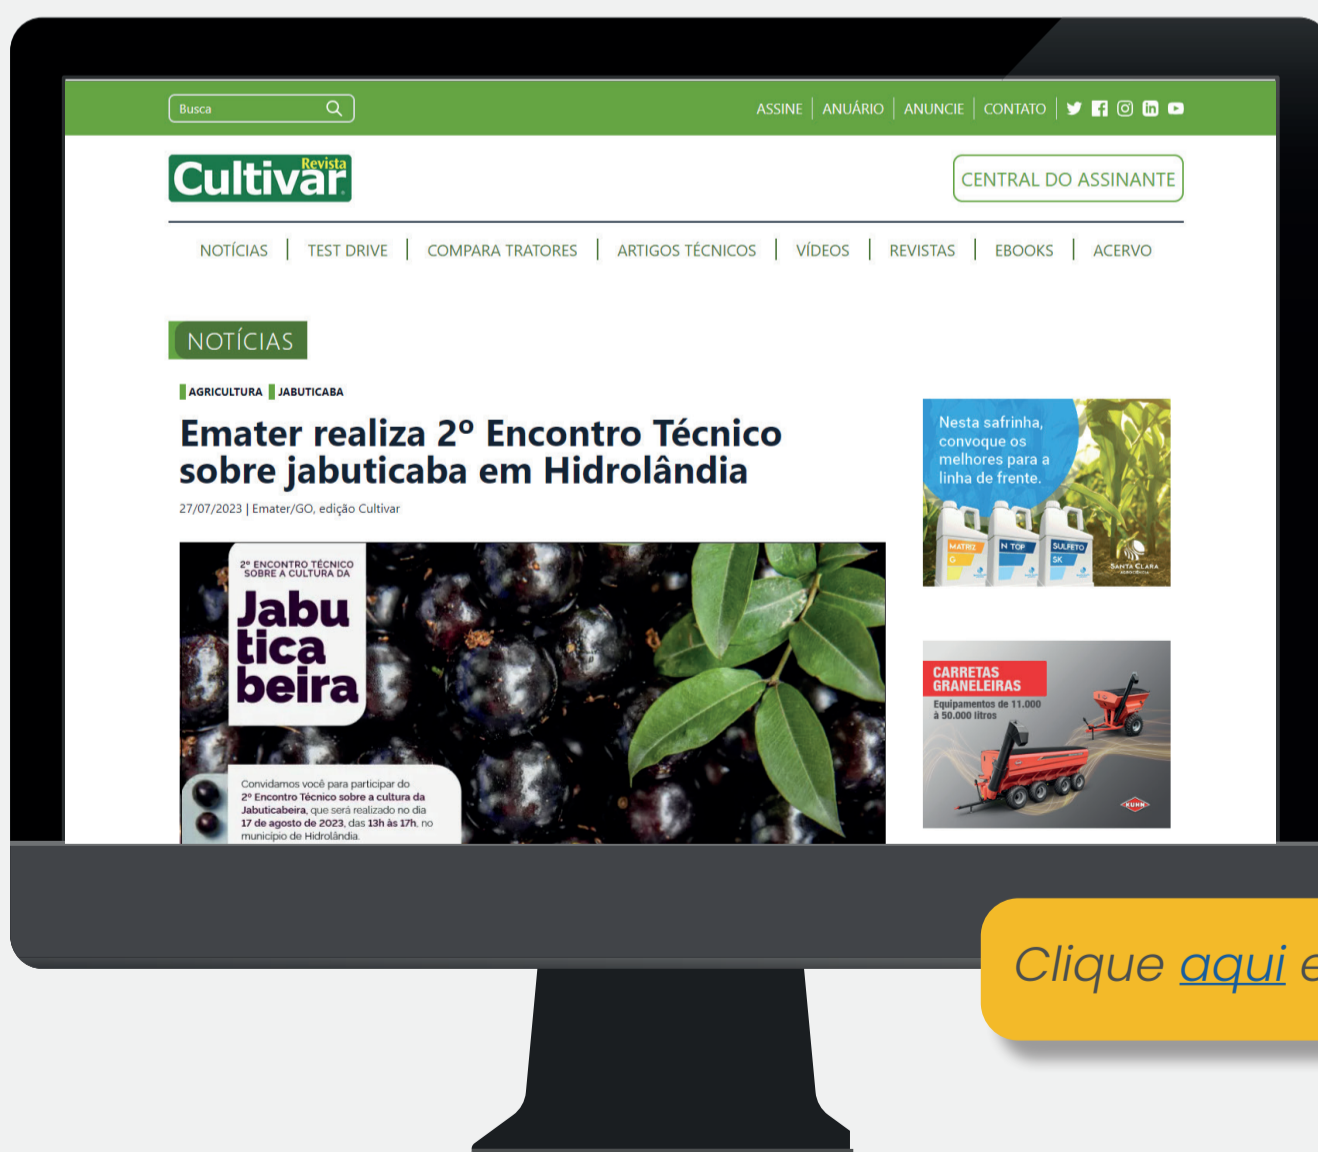 Busca
ASSINE | ANUÁRIO | ANUNCIE | CONTATO
Revista
Cultivar
CENTRAL DO ASSINANTE
NOTÍCIAS | TEST DRIVE | COMPARA TRATORES | ARTIGOS TÉCNICOS | VÍDEOS | REVISTAS | EBOOKS | ACERVO
NOTÍCIAS
AGRICULTURA JABUTICABA
Emater realiza 2º Encontro Técnico
sobre jabuticaba em Hidrolândia
27/07/2023 | Emater/GO, edição Cultivar
2º ENCONTRO TÉCNICO
SOBRE A CULTURA DA
Jabu
tica
beira
Convidamos você para participar do
2º Encontro Técnico sobre a cultura da
Jabuticabeira, que será realizado no dia
17 de agosto de 2023, das 13h às 17h, no
município de Hidrolândia.
Nesta safrinha,
convoque os
melhores para a
linha de frente.
MATRIZ
G
N TOP
SULFETO
SK
SANTA CLARA
CARRETAS
GRANELEIRAS
Equipamentos de 11.000
à 50.000 litros
KUHN
Clique aqui e